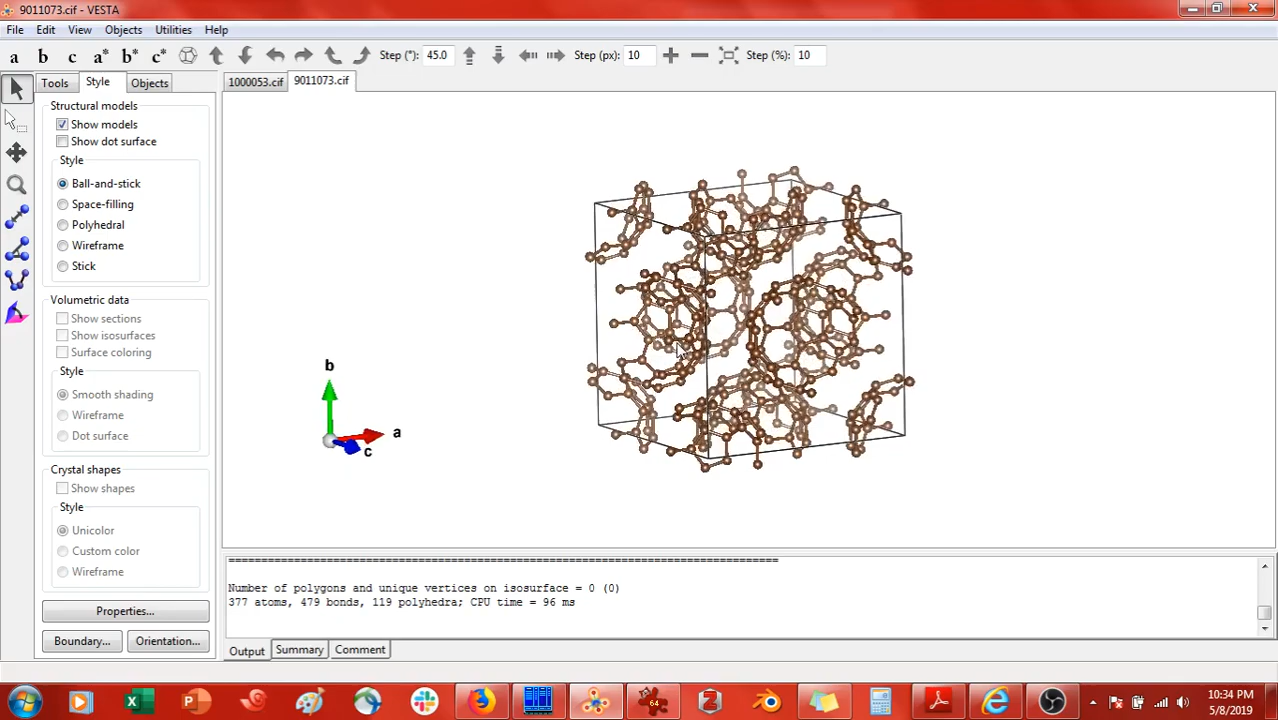 9011073.cif - VESTA
File Edit View Objects Utilities Help
a b c a* b* c* Step (°): 45.0 Step (px): 10 Step (%): 10
Tools Style Objects
1000053.cif 9011073.cif
Structural models
Show models
Show dot surface
Style
Ball-and-stick
Space-filling
Polyhedral
Wireframe
Stick
Volumetric data
Show sections
Show isosurfaces
Surface coloring
Style
Smooth shading
Wireframe
Dot surface
Crystal shapes
Show shapes
Style
Unicolor
Custom color
Wireframe
Properties...
Boundary... Orientation...
b
a
c
================================================================================
Number of polygons and unique vertices on isosurface = 0 (0)
377 atoms, 479 bonds, 119 polyhedra; CPU time = 96 ms
Output Summary Comment
64
10:34 PM
5/8/2019